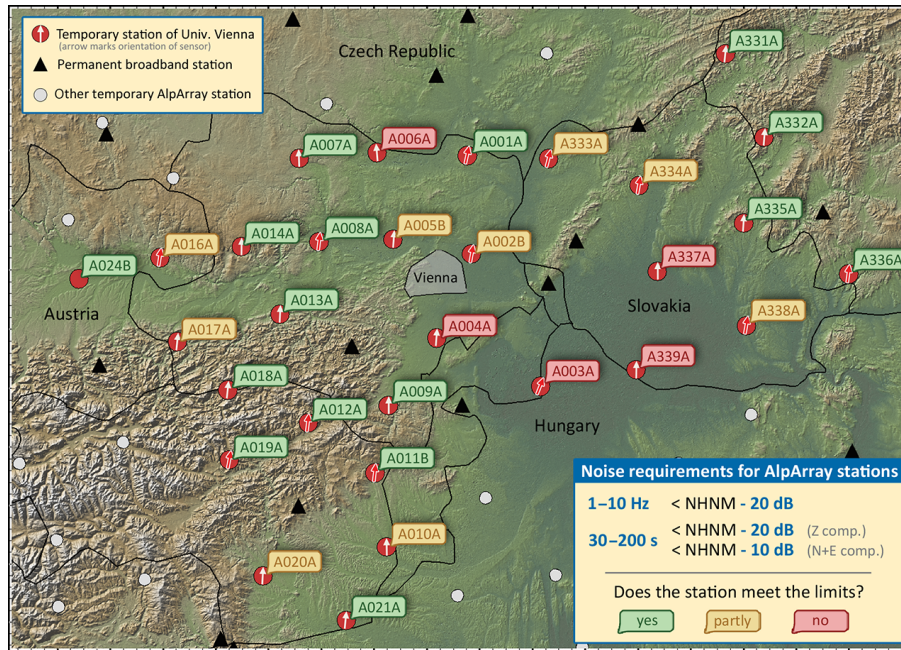 Temporary station of Univ. Vienna
(arrow marks orientation of sensor)
Permanent broadband station
Other temporary AlpArray station
Czech Republic
A331A
A332A
A007A
A006A
A001A
A333A
A334A
A335A
A016A
A014A
A008A
A005B
A002B
A024B
Vienna
A337A
A336A
Austria
A013A
Slovakia
A338A
A017A
A004A
A018A
A009A
A003A
A339A
A012A
Hungary
A019A
A011B
A010A
A020A
A021A
Noise requirements for AlpArray stations
1–10 Hz < NHNM - 20 dB
30–200 s < NHNM - 20 dB (Z comp.)
< NHNM - 10 dB (N+E comp.)
Does the station meet the limits?
yes partly no